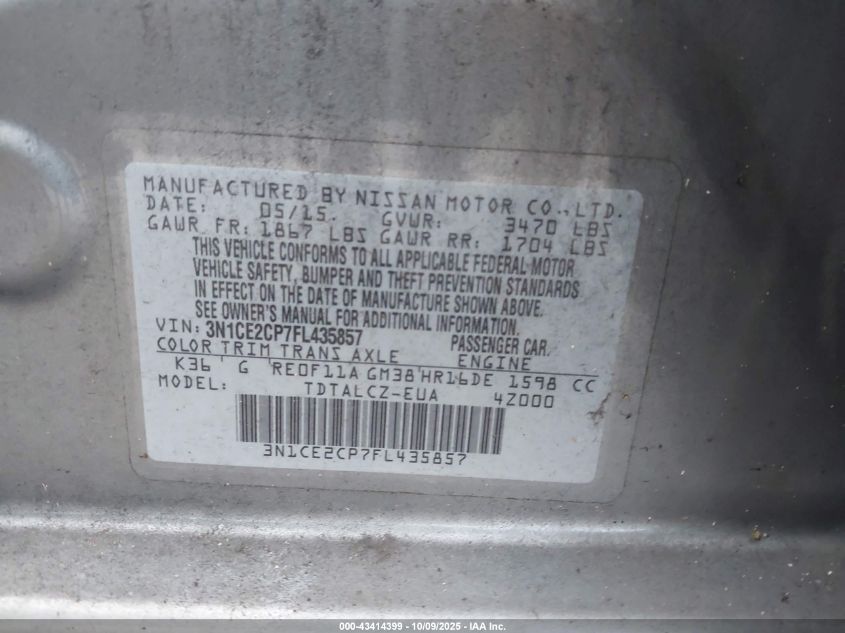 MANUFACTURED BY NISSAN MOTOR CO., LTD.
DATE: 05/15. GVWR: 3470 LBS
GAWR FR: 1867 LBS GAWR RR: 1704 LBS
THIS VEHICLE CONFORMS TO ALL APPLICABLE FEDERAL MOTOR
VEHICLE SAFETY, BUMPER AND THEFT PREVENTION STANDARDS
IN EFFECT ON THE DATE OF MANUFACTURE SHOWN ABOVE.
SEE OWNER'S MANUAL FOR ADDITIONAL INFORMATION.
VIN: 3N1CE2CP7FL435857 PASSENGER CAR.
COLOR TRIM TRANS AXLE ENGINE
K36 G RE0F11A GM38 HR16DE 1598 CC
MODEL: TDTALCZ-EUA 4Z000
3N1CE2CP7FL435857
000-43414399 - 10/09/2025 - IAA Inc.